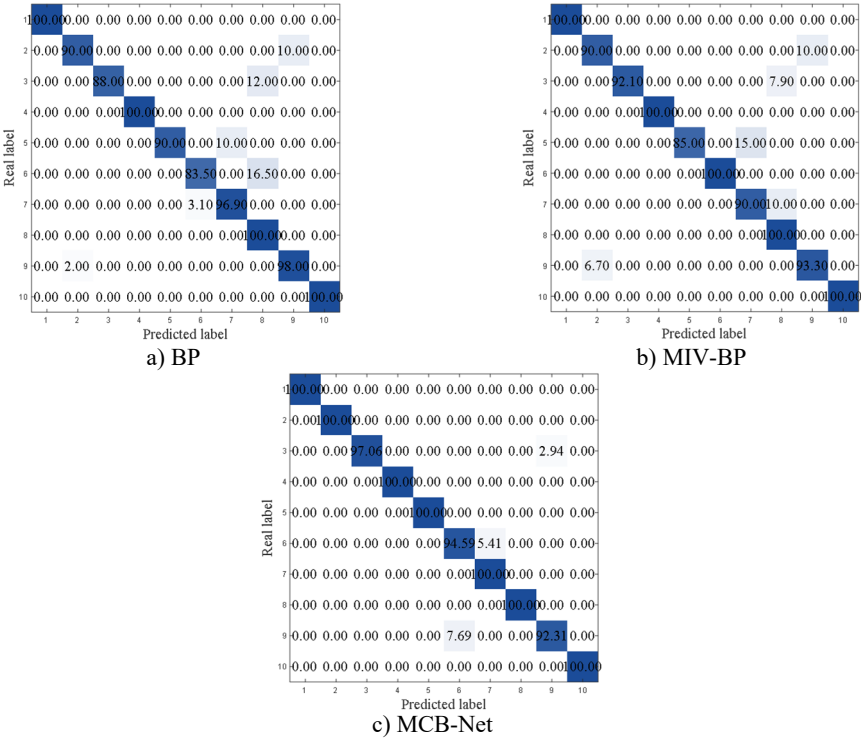 1 100.00 0.00 0.00 0.00 0.00 0.00 0.00 0.00 0.00 0.00
2 0.00 90.00 0.00 0.00 0.00 0.00 0.00 0.00 10.00 0.00
3 0.00 0.00 88.00 0.00 0.00 0.00 0.00 12.00 0.00 0.00
4 0.00 0.00 0.00 100.00 0.00 0.00 0.00 0.00 0.00 0.00
5 0.00 0.00 0.00 0.00 90.00 0.00 10.00 0.00 0.00 0.00
6 0.00 0.00 0.00 0.00 0.00 83.50 0.00 16.50 0.00 0.00
7 0.00 0.00 0.00 0.00 0.00 3.10 96.90 0.00 0.00 0.00
8 0.00 0.00 0.00 0.00 0.00 0.00 0.00 100.00 0.00 0.00
9 0.00 2.00 0.00 0.00 0.00 0.00 0.00 0.00 98.00 0.00
10 0.00 0.00 0.00 0.00 0.00 0.00 0.00 0.00 0.00 100.00
1 2 3 4 5 6 7 8 9 10
Real label
Predicted label
a) BP
1 100.00 0.00 0.00 0.00 0.00 0.00 0.00 0.00 0.00 0.00
2 0.00 90.00 0.00 0.00 0.00 0.00 0.00 0.00 10.00 0.00
3 0.00 0.00 92.10 0.00 0.00 0.00 0.00 7.90 0.00 0.00
4 0.00 0.00 0.00 100.00 0.00 0.00 0.00 0.00 0.00 0.00
5 0.00 0.00 0.00 0.00 85.00 0.00 15.00 0.00 0.00 0.00
6 0.00 0.00 0.00 0.00 0.00 100.00 0.00 0.00 0.00 0.00
7 0.00 0.00 0.00 0.00 0.00 0.00 90.00 10.00 0.00 0.00
8 0.00 0.00 0.00 0.00 0.00 0.00 0.00 100.00 0.00 0.00
9 0.00 6.70 0.00 0.00 0.00 0.00 0.00 0.00 93.30 0.00
10 0.00 0.00 0.00 0.00 0.00 0.00 0.00 0.00 0.00 100.00
1 2 3 4 5 6 7 8 9 10
Real label
Predicted label
b) MIV-BP
1 100.00 0.00 0.00 0.00 0.00 0.00 0.00 0.00 0.00 0.00
2 0.00 100.00 0.00 0.00 0.00 0.00 0.00 0.00 0.00 0.00
3 0.00 0.00 97.06 0.00 0.00 0.00 0.00 0.00 2.94 0.00
4 0.00 0.00 0.00 100.00 0.00 0.00 0.00 0.00 0.00 0.00
5 0.00 0.00 0.00 0.00 100.00 0.00 0.00 0.00 0.00 0.00
6 0.00 0.00 0.00 0.00 0.00 94.59 5.41 0.00 0.00 0.00
7 0.00 0.00 0.00 0.00 0.00 0.00 100.00 0.00 0.00 0.00
8 0.00 0.00 0.00 0.00 0.00 0.00 0.00 100.00 0.00 0.00
9 0.00 0.00 0.00 0.00 0.00 7.69 0.00 0.00 92.31 0.00
10 0.00 0.00 0.00 0.00 0.00 0.00 0.00 0.00 0.00 100.00
1 2 3 4 5 6 7 8 9 10
Real label
Predicted label
c) MCB-Net